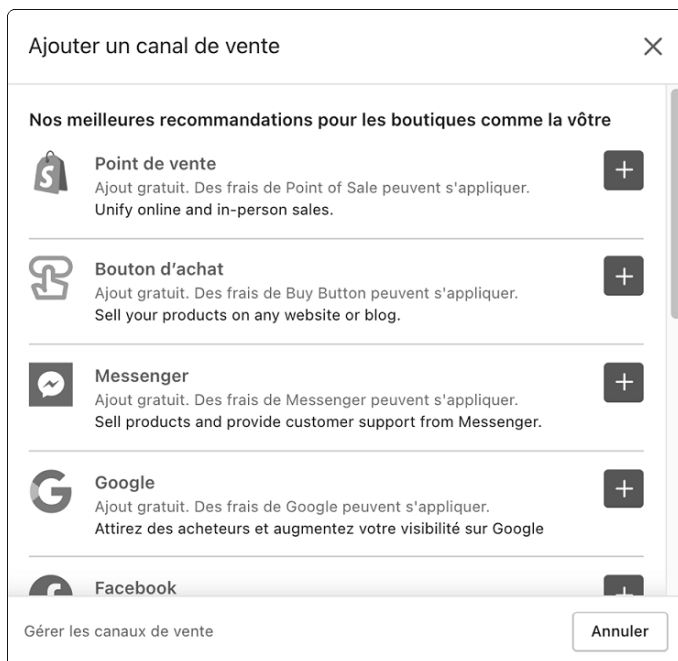 Ajouter un canal de vente
Nos meilleures recommandations pour les boutiques comme la vôtre
Point de vente
Ajout gratuit. Des frais de Point of Sale peuvent s'appliquer.
Unify online and in-person sales.
Bouton d’achat
Ajout gratuit. Des frais de Buy Button peuvent s'appliquer.
Sell your products on any website or blog.
Messenger
Ajout gratuit. Des frais de Messenger peuvent s'appliquer.
Sell products and provide customer support from Messenger.
Google
Ajout gratuit. Des frais de Google peuvent s'appliquer.
Attirez des acheteurs et augmentez votre visibilité sur Google
Facebook
Gérer les canaux de vente
Annuler